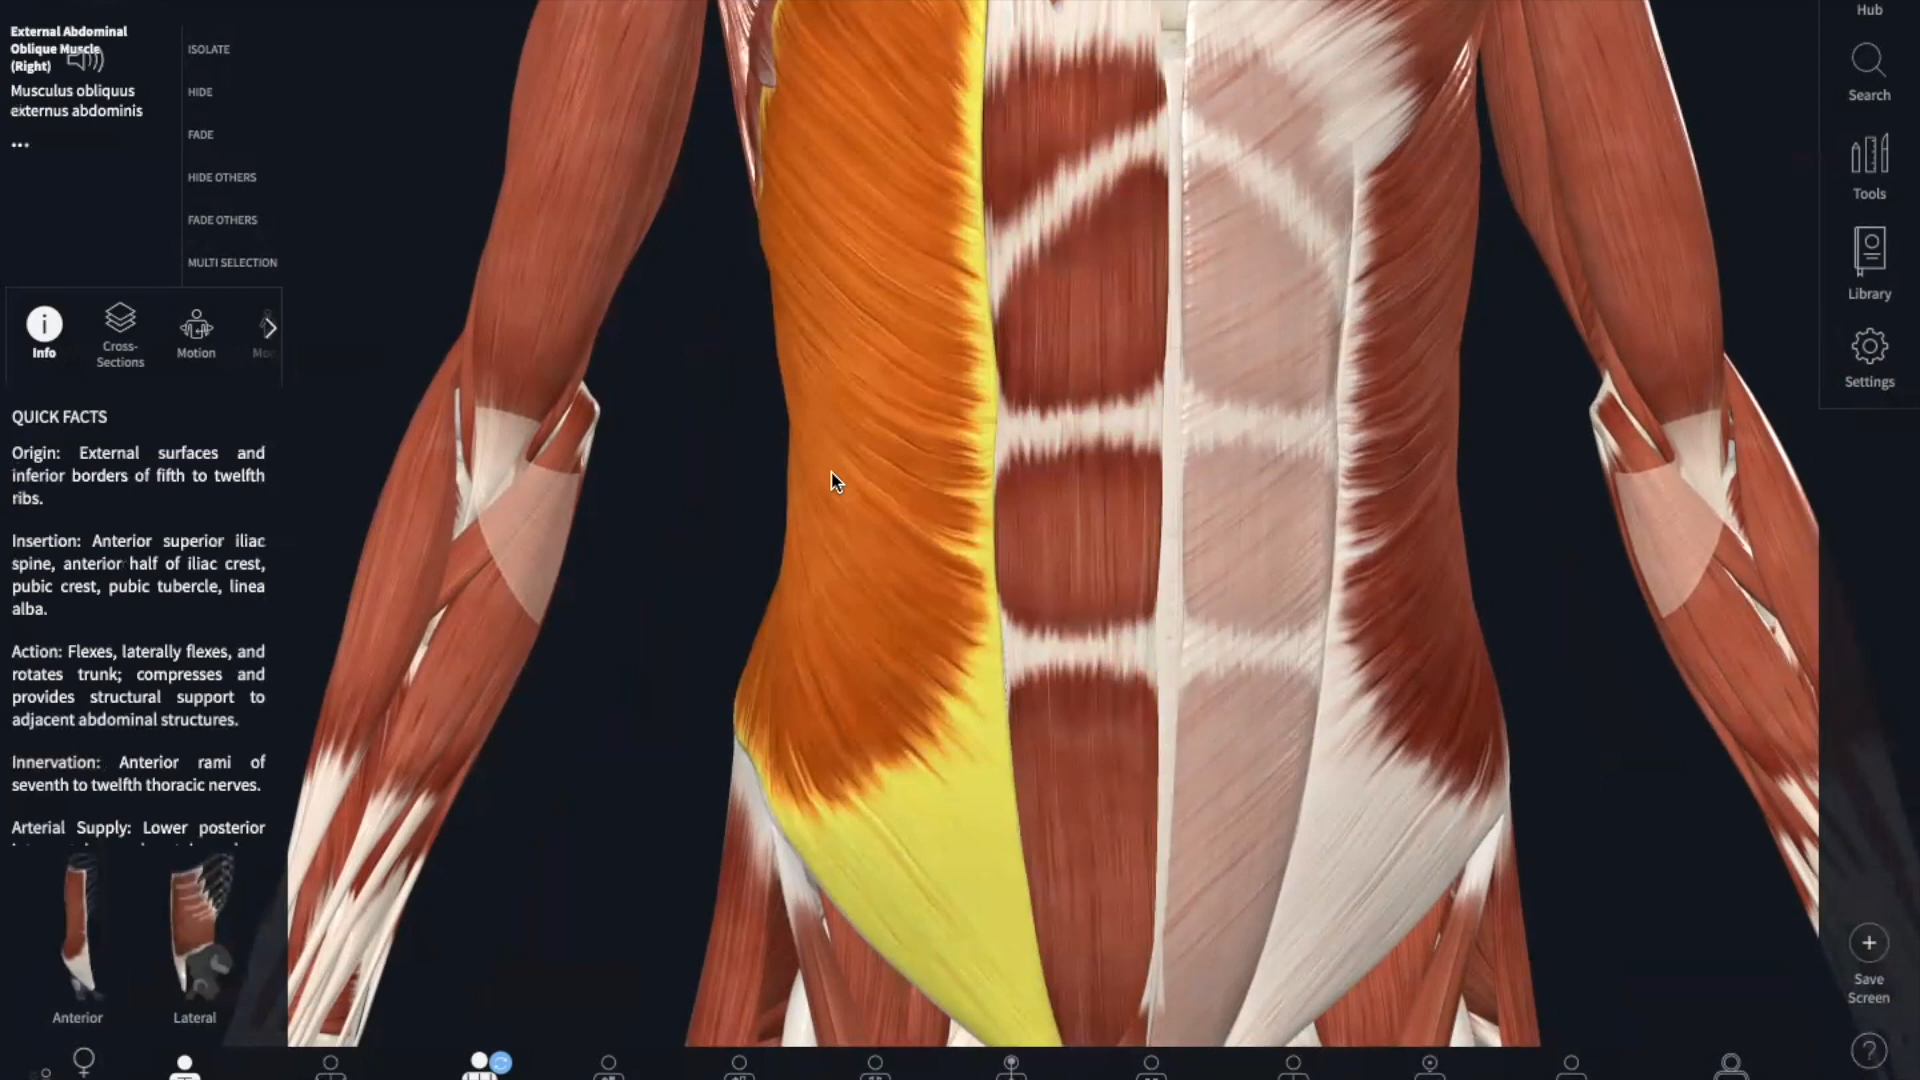 External Abdominal
Oblique Muscle
(Right)
Musculus obliquus
externus abdominis
...
ISOLATE
HIDE
FADE
HIDE OTHERS
FADE OTHERS
MULTI SELECTION
Info
Cross-
Sections
Motion
QUICK FACTS
Origin: External surfaces and
inferior borders of fifth to twelfth
ribs.
Insertion: Anterior superior iliac
spine, anterior half of iliac crest,
pubic crest, pubic tubercle, linea
alba.
Action: Flexes, laterally flexes, and
rotates trunk; compresses and
provides structural support to
adjacent abdominal structures.
Innervation: Anterior rami of
seventh to twelfth thoracic nerves.
Arterial Supply: Lower posterior
Anterior
Lateral
Hub
Search
Tools
Library
Settings
Save
Screen
?